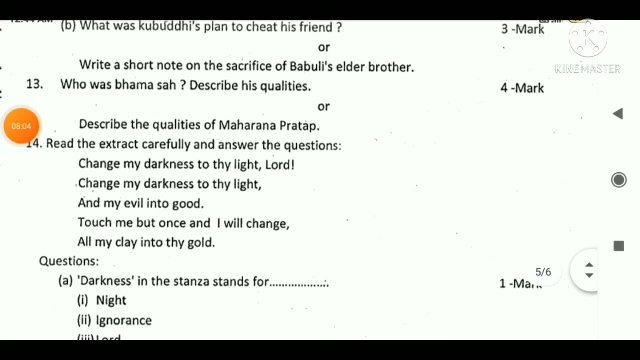 (b) What was kubuddhi's plan to cheat his friend ? 3 -Mark
or
Write a short note on the sacrifice of Babuli's elder brother.
13. Who was bhama sah ? Describe his qualities. 4 -Mark
or
Describe the qualities of Maharana Pratap.
14. Read the extract carefully and answer the questions:
Change my darkness to thy light, Lord!
Change my darkness to thy light,
And my evil into good.
Touch me but once and I will change,
All my clay into thy gold.
Questions:
(a) 'Darkness' in the stanza stands for................... 1 -Mark
(i) Night
(ii) Ignorance
(iii) Lord
08:04
5/6
KINEMASTER